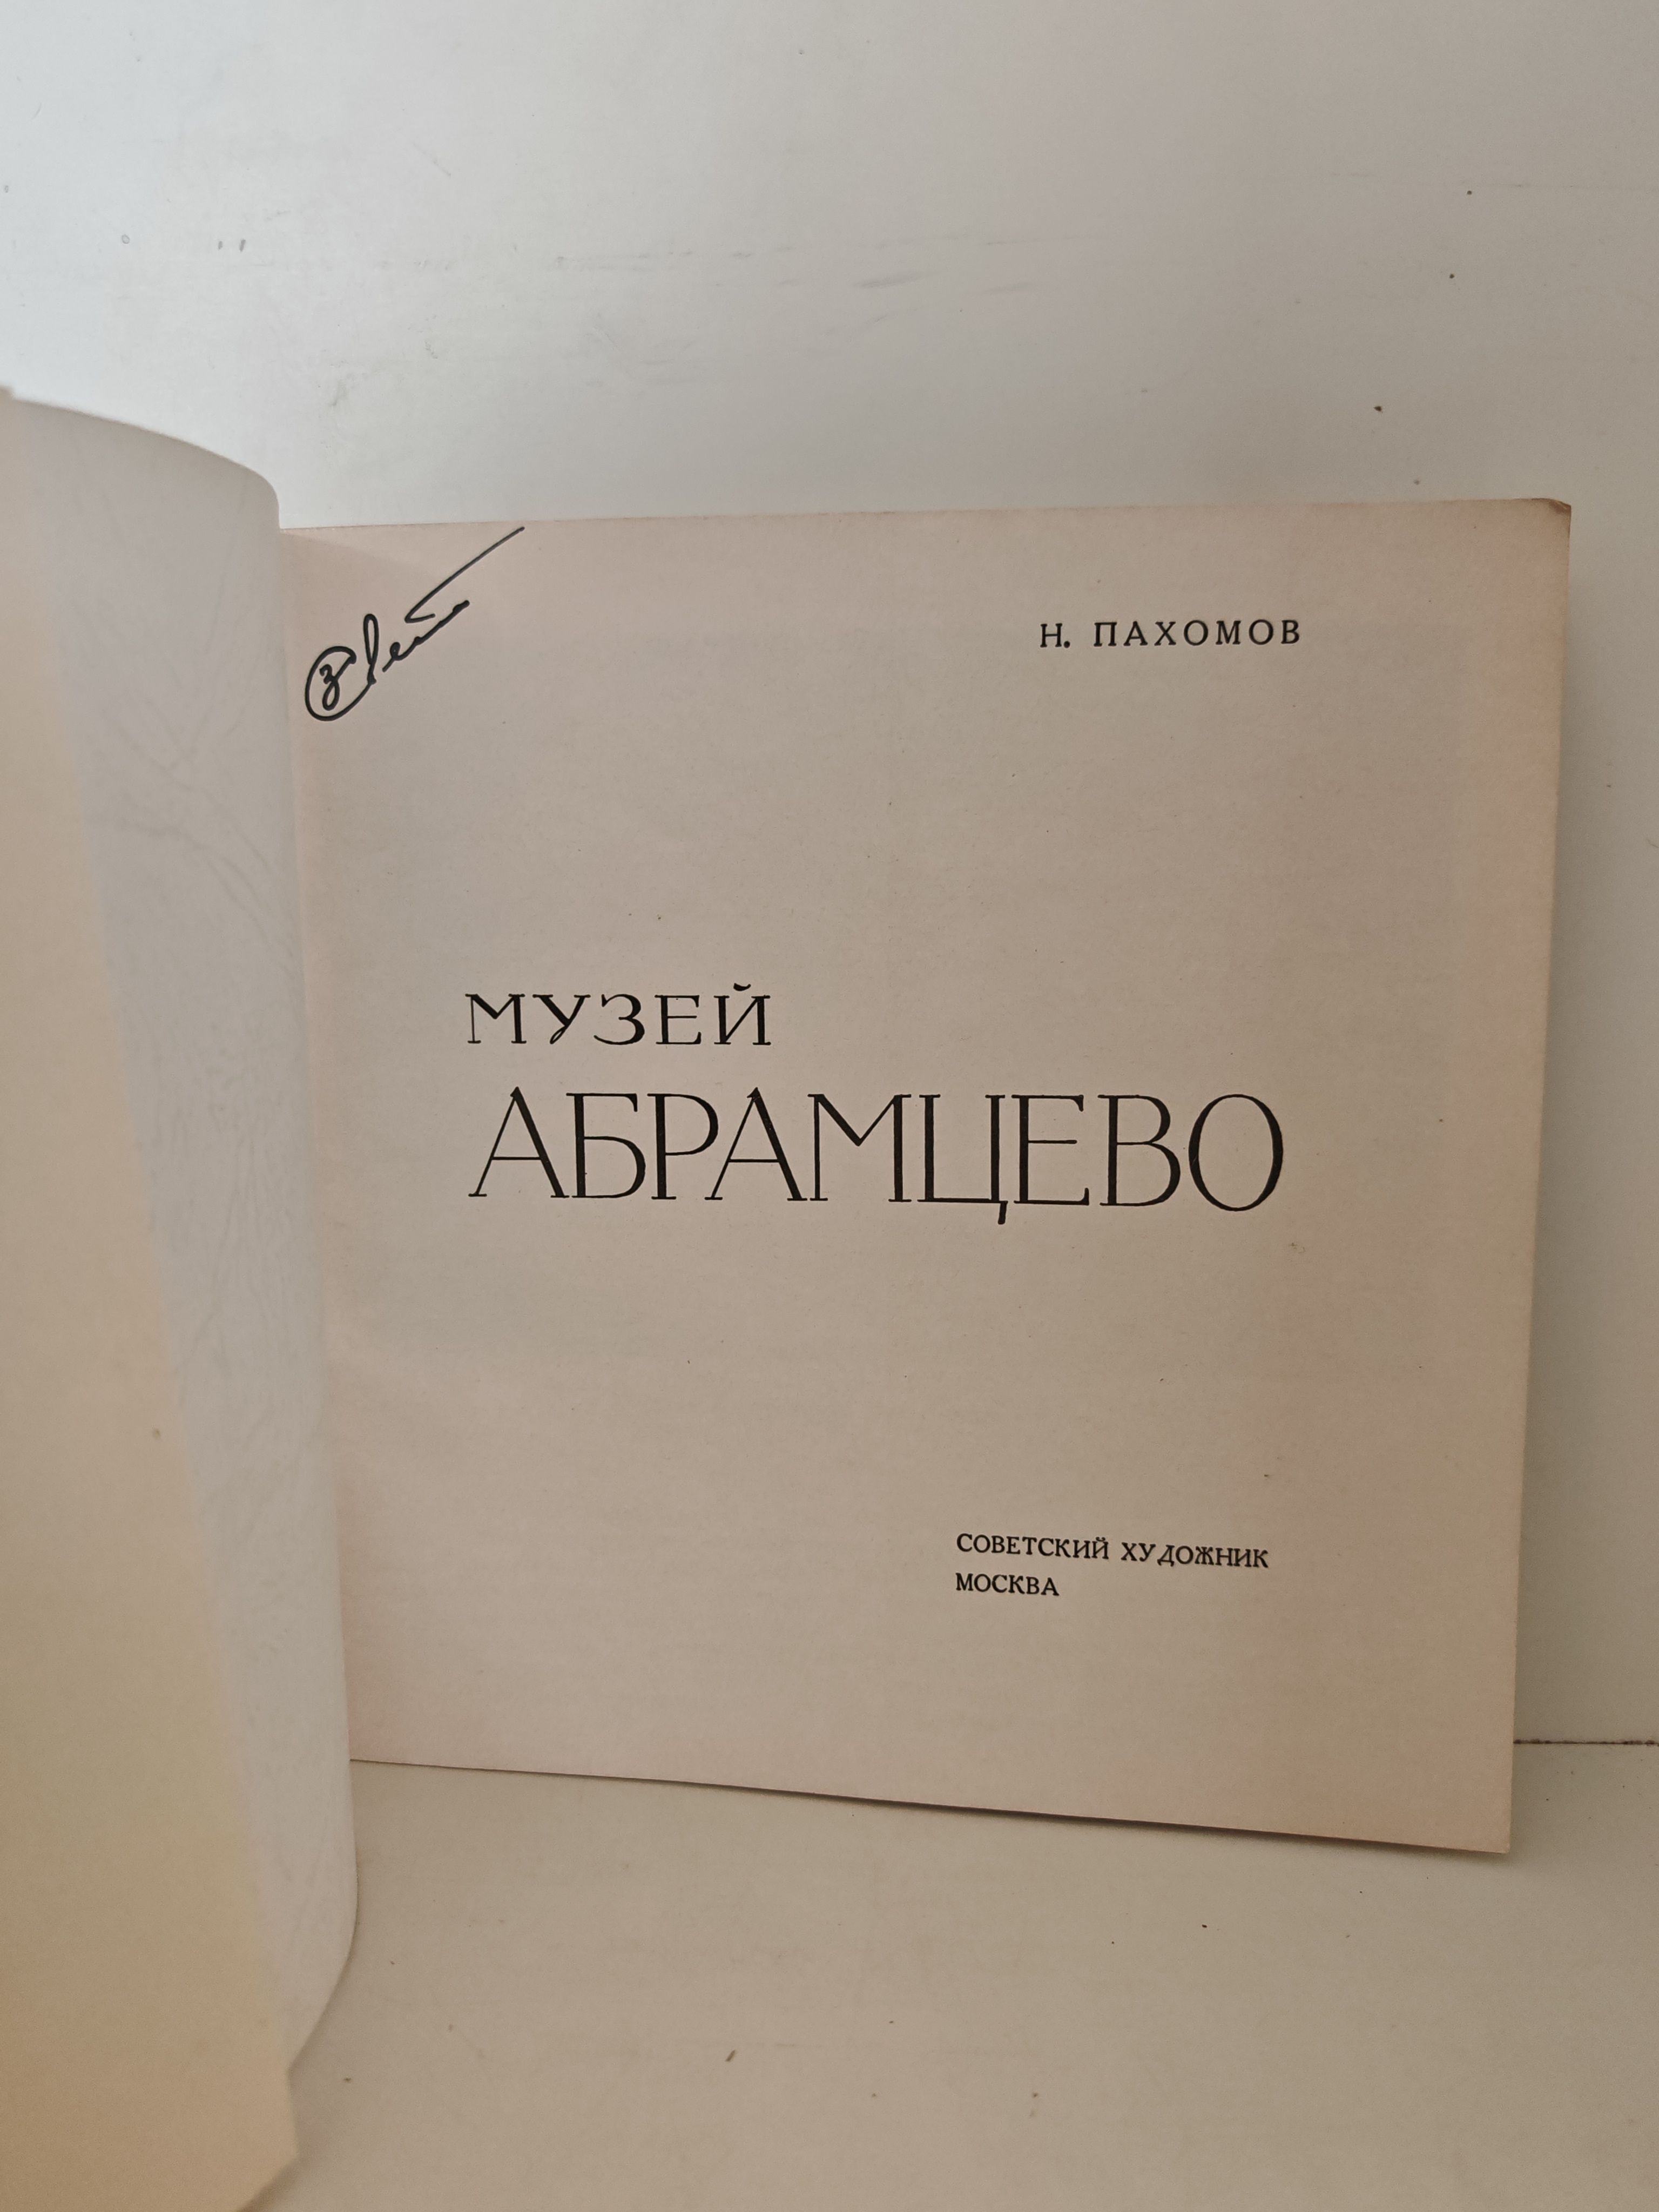 Н. ПАХОМОВ
МУЗЕЙ
АБРАМЦЕВО
СОВЕТСКИЙ ХУДОЖНИК
МОСКВА